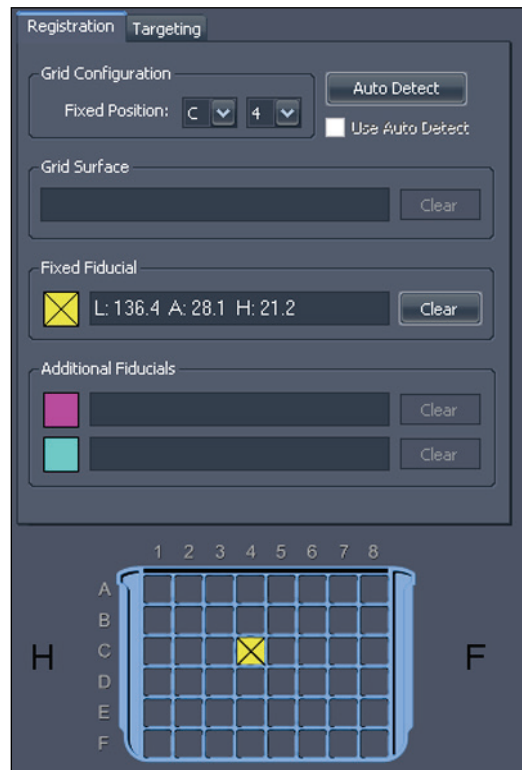 Registration Targeting
Grid Configuration
Fixed Position: C 4
Auto Detect
Use Auto Detect
Grid Surface
Clear
Fixed Fiducial
L: 136.4 A: 28.1 H: 21.2 Clear
Additional Fiducials
Clear
Clear
1 2 3 4 5 6 7 8
A
B
H C F
D
E
F